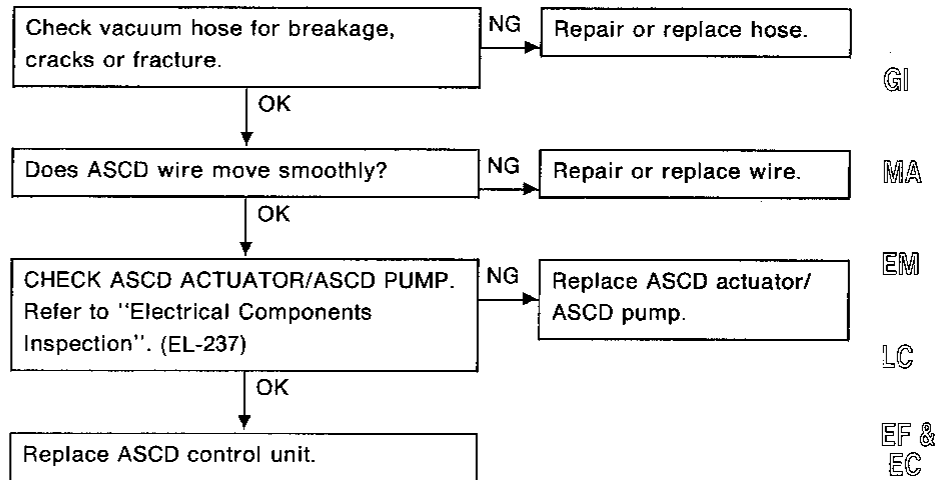 Check vacuum hose for breakage,
cracks or fracture.
NG
Repair or replace hose.
OK
Does ASCD wire move smoothly?
NG
Repair or replace wire.
OK
CHECK ASCD ACTUATOR/ASCD PUMP.
Refer to "Electrical Components
Inspection". (EL-237)
NG
Replace ASCD actuator/
ASCD pump.
OK
Replace ASCD control unit.
GI
MA
EM
LC
EF &
EC